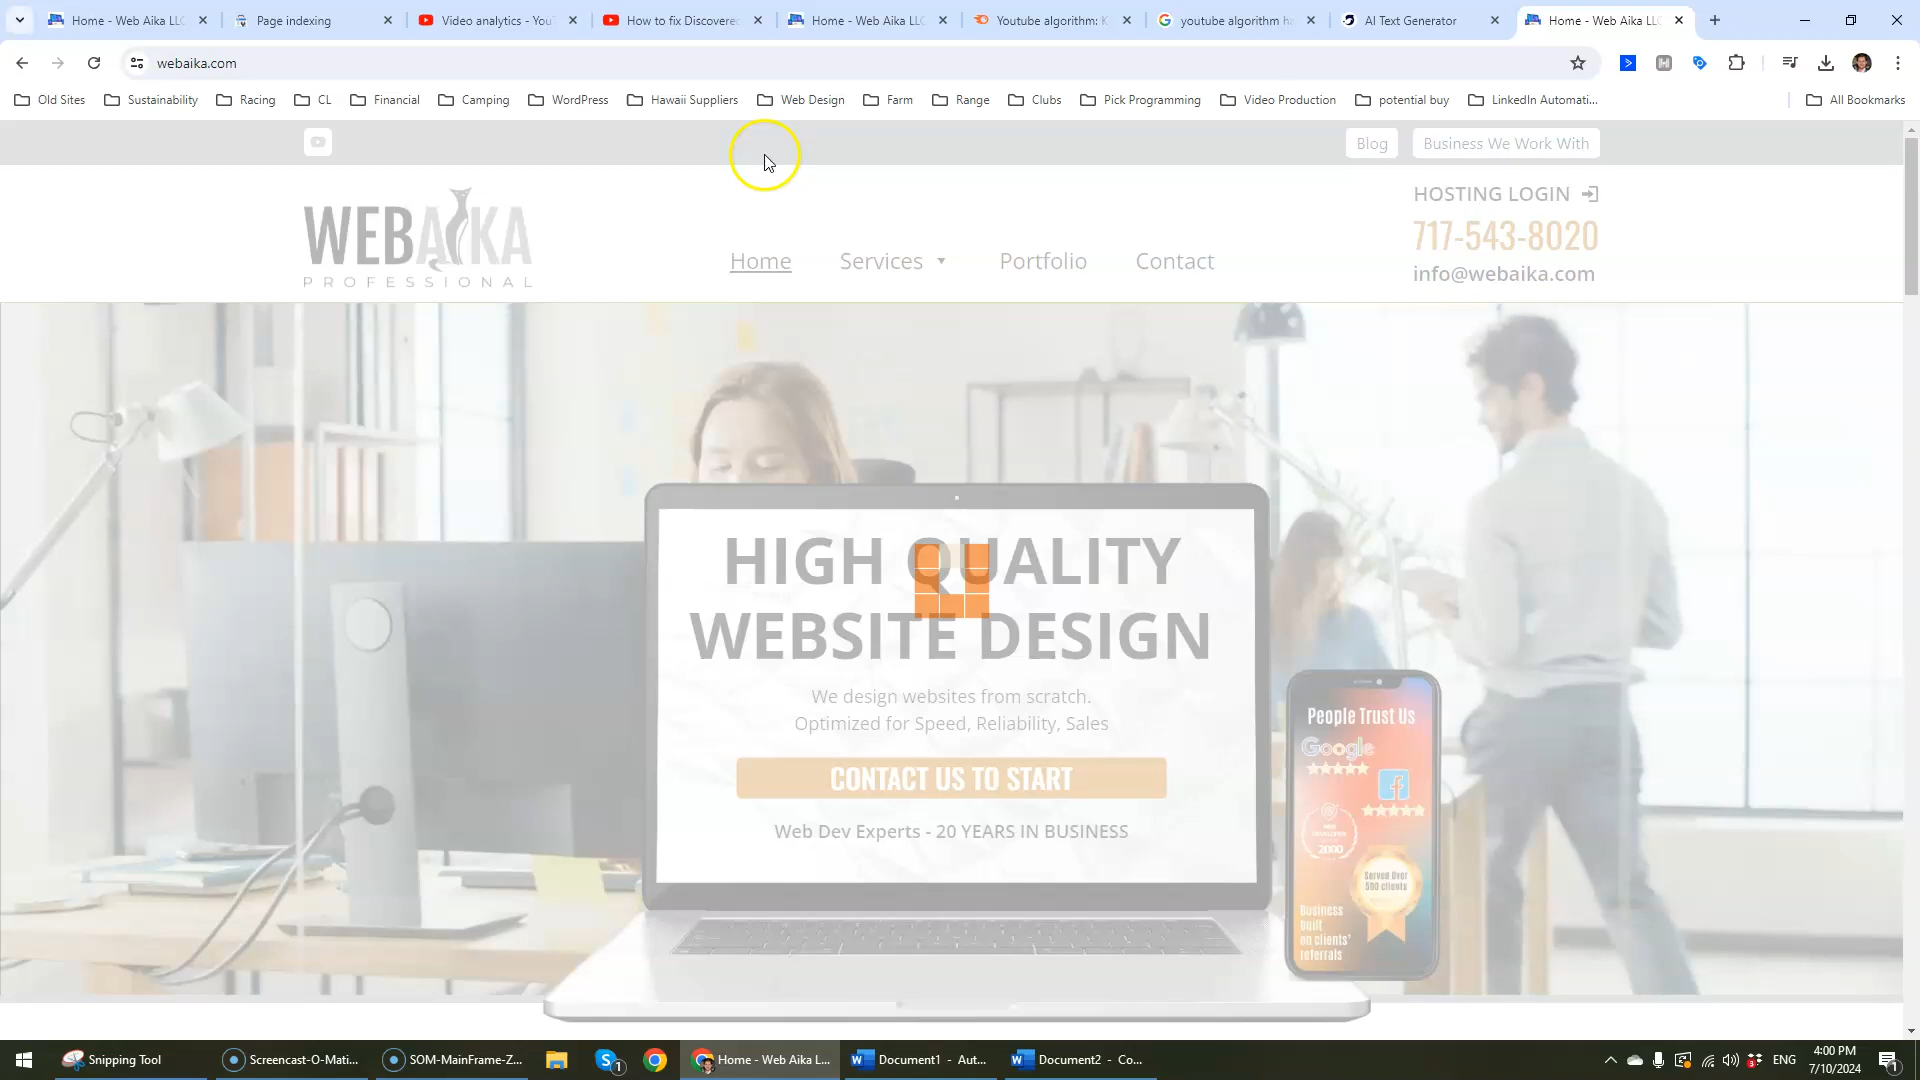 Home - Web Aika LLC
Page indexing
Video analytics - YouT
How to fix Discovered
Home - Web Aika LLC
Youtube algorithm: K
youtube algorithm ha
AI Text Generator
Home - Web Aika LLC
webaika.com
Old Sites
Sustainability
Racing
CL
Financial
Camping
WordPress
Hawaii Suppliers
Web Design
Farm
Range
Clubs
Pick Programming
Video Production
potential buy
LinkedIn Automati...
All Bookmarks
Blog
Business We Work With
WEBAIKA
PROFESSIONAL
Home
Services
Portfolio
Contact
HOSTING LOGIN
717-543-8020
info@webaika.com
HIGH QUALITY
WEBSITE DESIGN
We design websites from scratch.
Optimized for Speed, Reliability, Sales
CONTACT US TO START
Web Dev Experts - 20 YEARS IN BUSINESS
People Trust Us
Google
2000
Served Over
500 clients
Business
built
on clients'
referrals
Snipping Tool
Screencast-O-Mati...
SOM-MainFrame-Z...
1
Home - Web Aika L...
Document1 - Aut...
Document2 - Co...
ENG
4:00 PM
7/10/2024
1